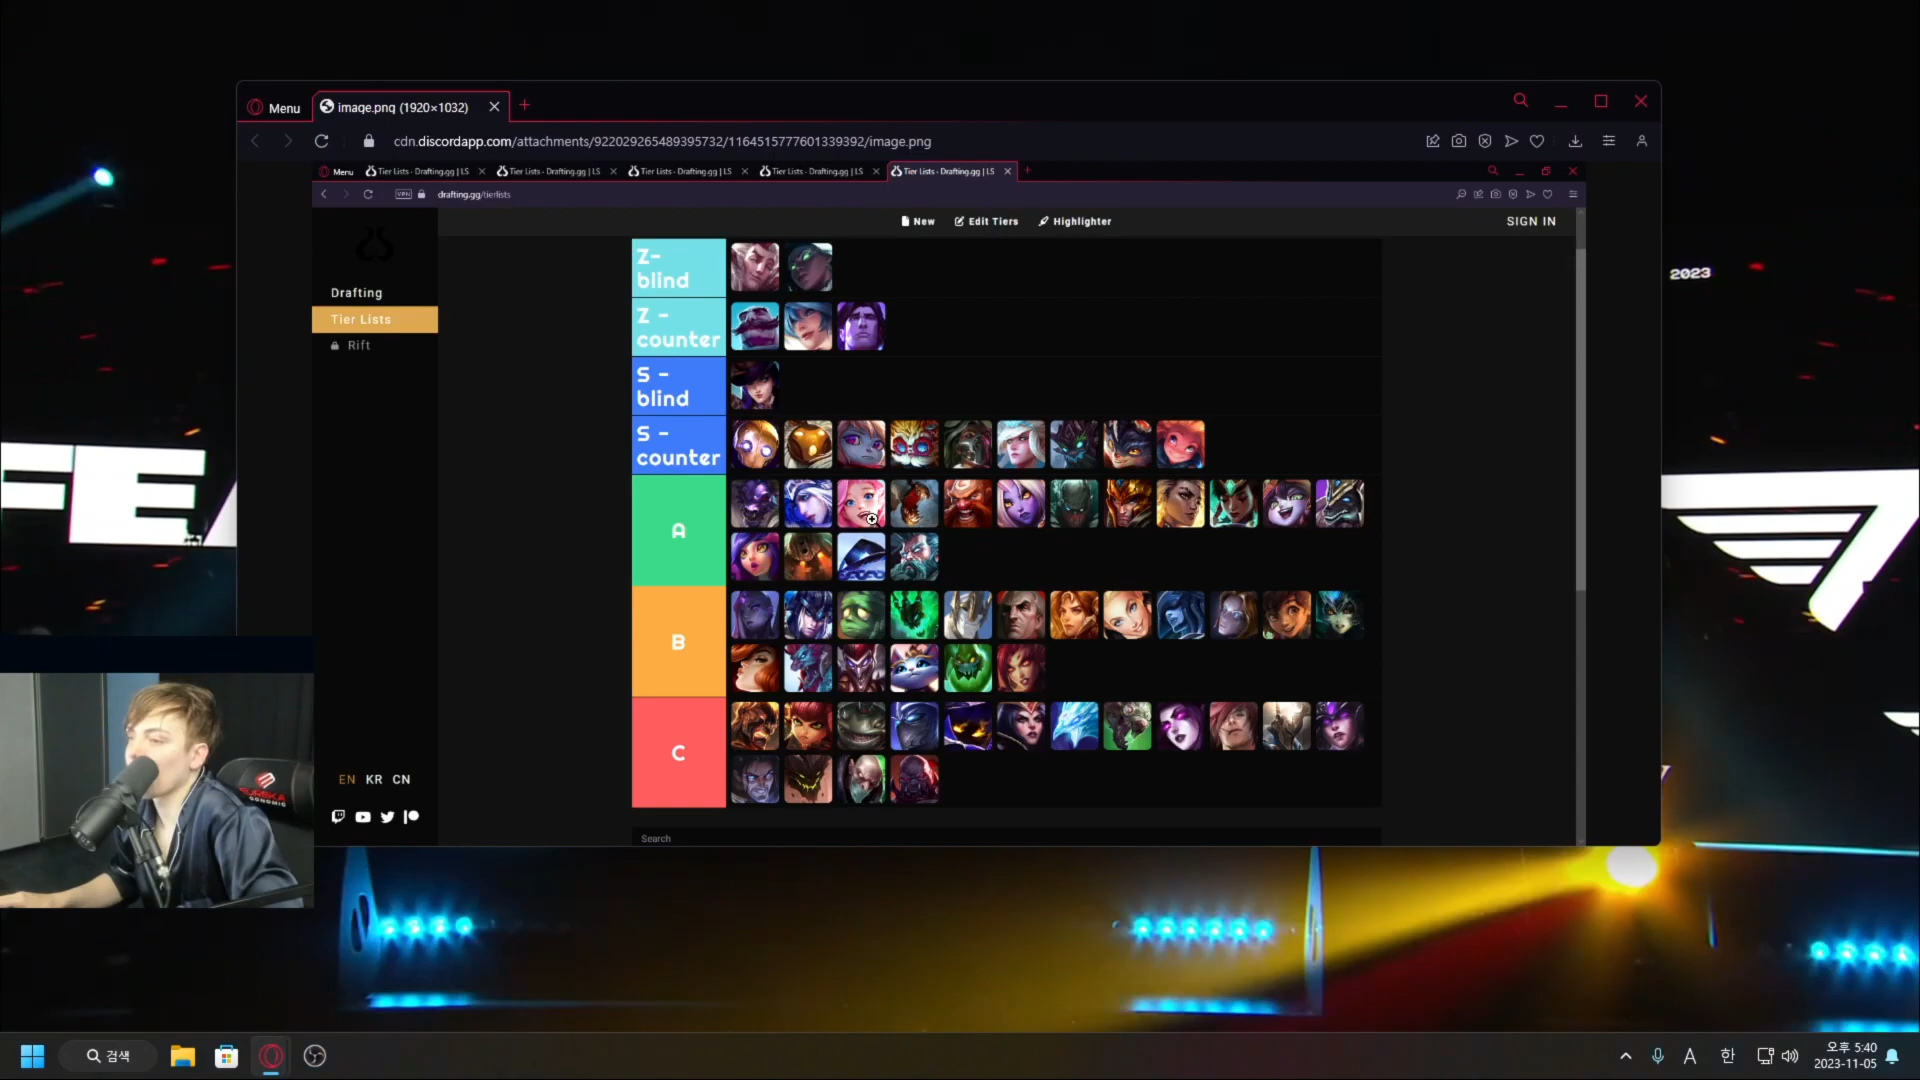 Menu
image.png (1920×1032)
cdn.discordapp.com/attachments/922029265489395732/1164515777601339392/image.png
Menu
Tier Lists - Drafting.gg | LS
Tier Lists - Drafting.gg | LS
Tier Lists - Drafting.gg | LS
Tier Lists - Drafting.gg | LS
Tier Lists - Drafting.gg | LS
VPN
drafting.gg/tierlists
New
Edit Tiers
Highlighter
SIGN IN
Drafting
Tier Lists
Rift
Z-
blind
Z -
counter
S -
blind
S -
counter
A
B
C
EN KR CN
Search
2023
검색
A
한
오후 5:40
2023-11-05